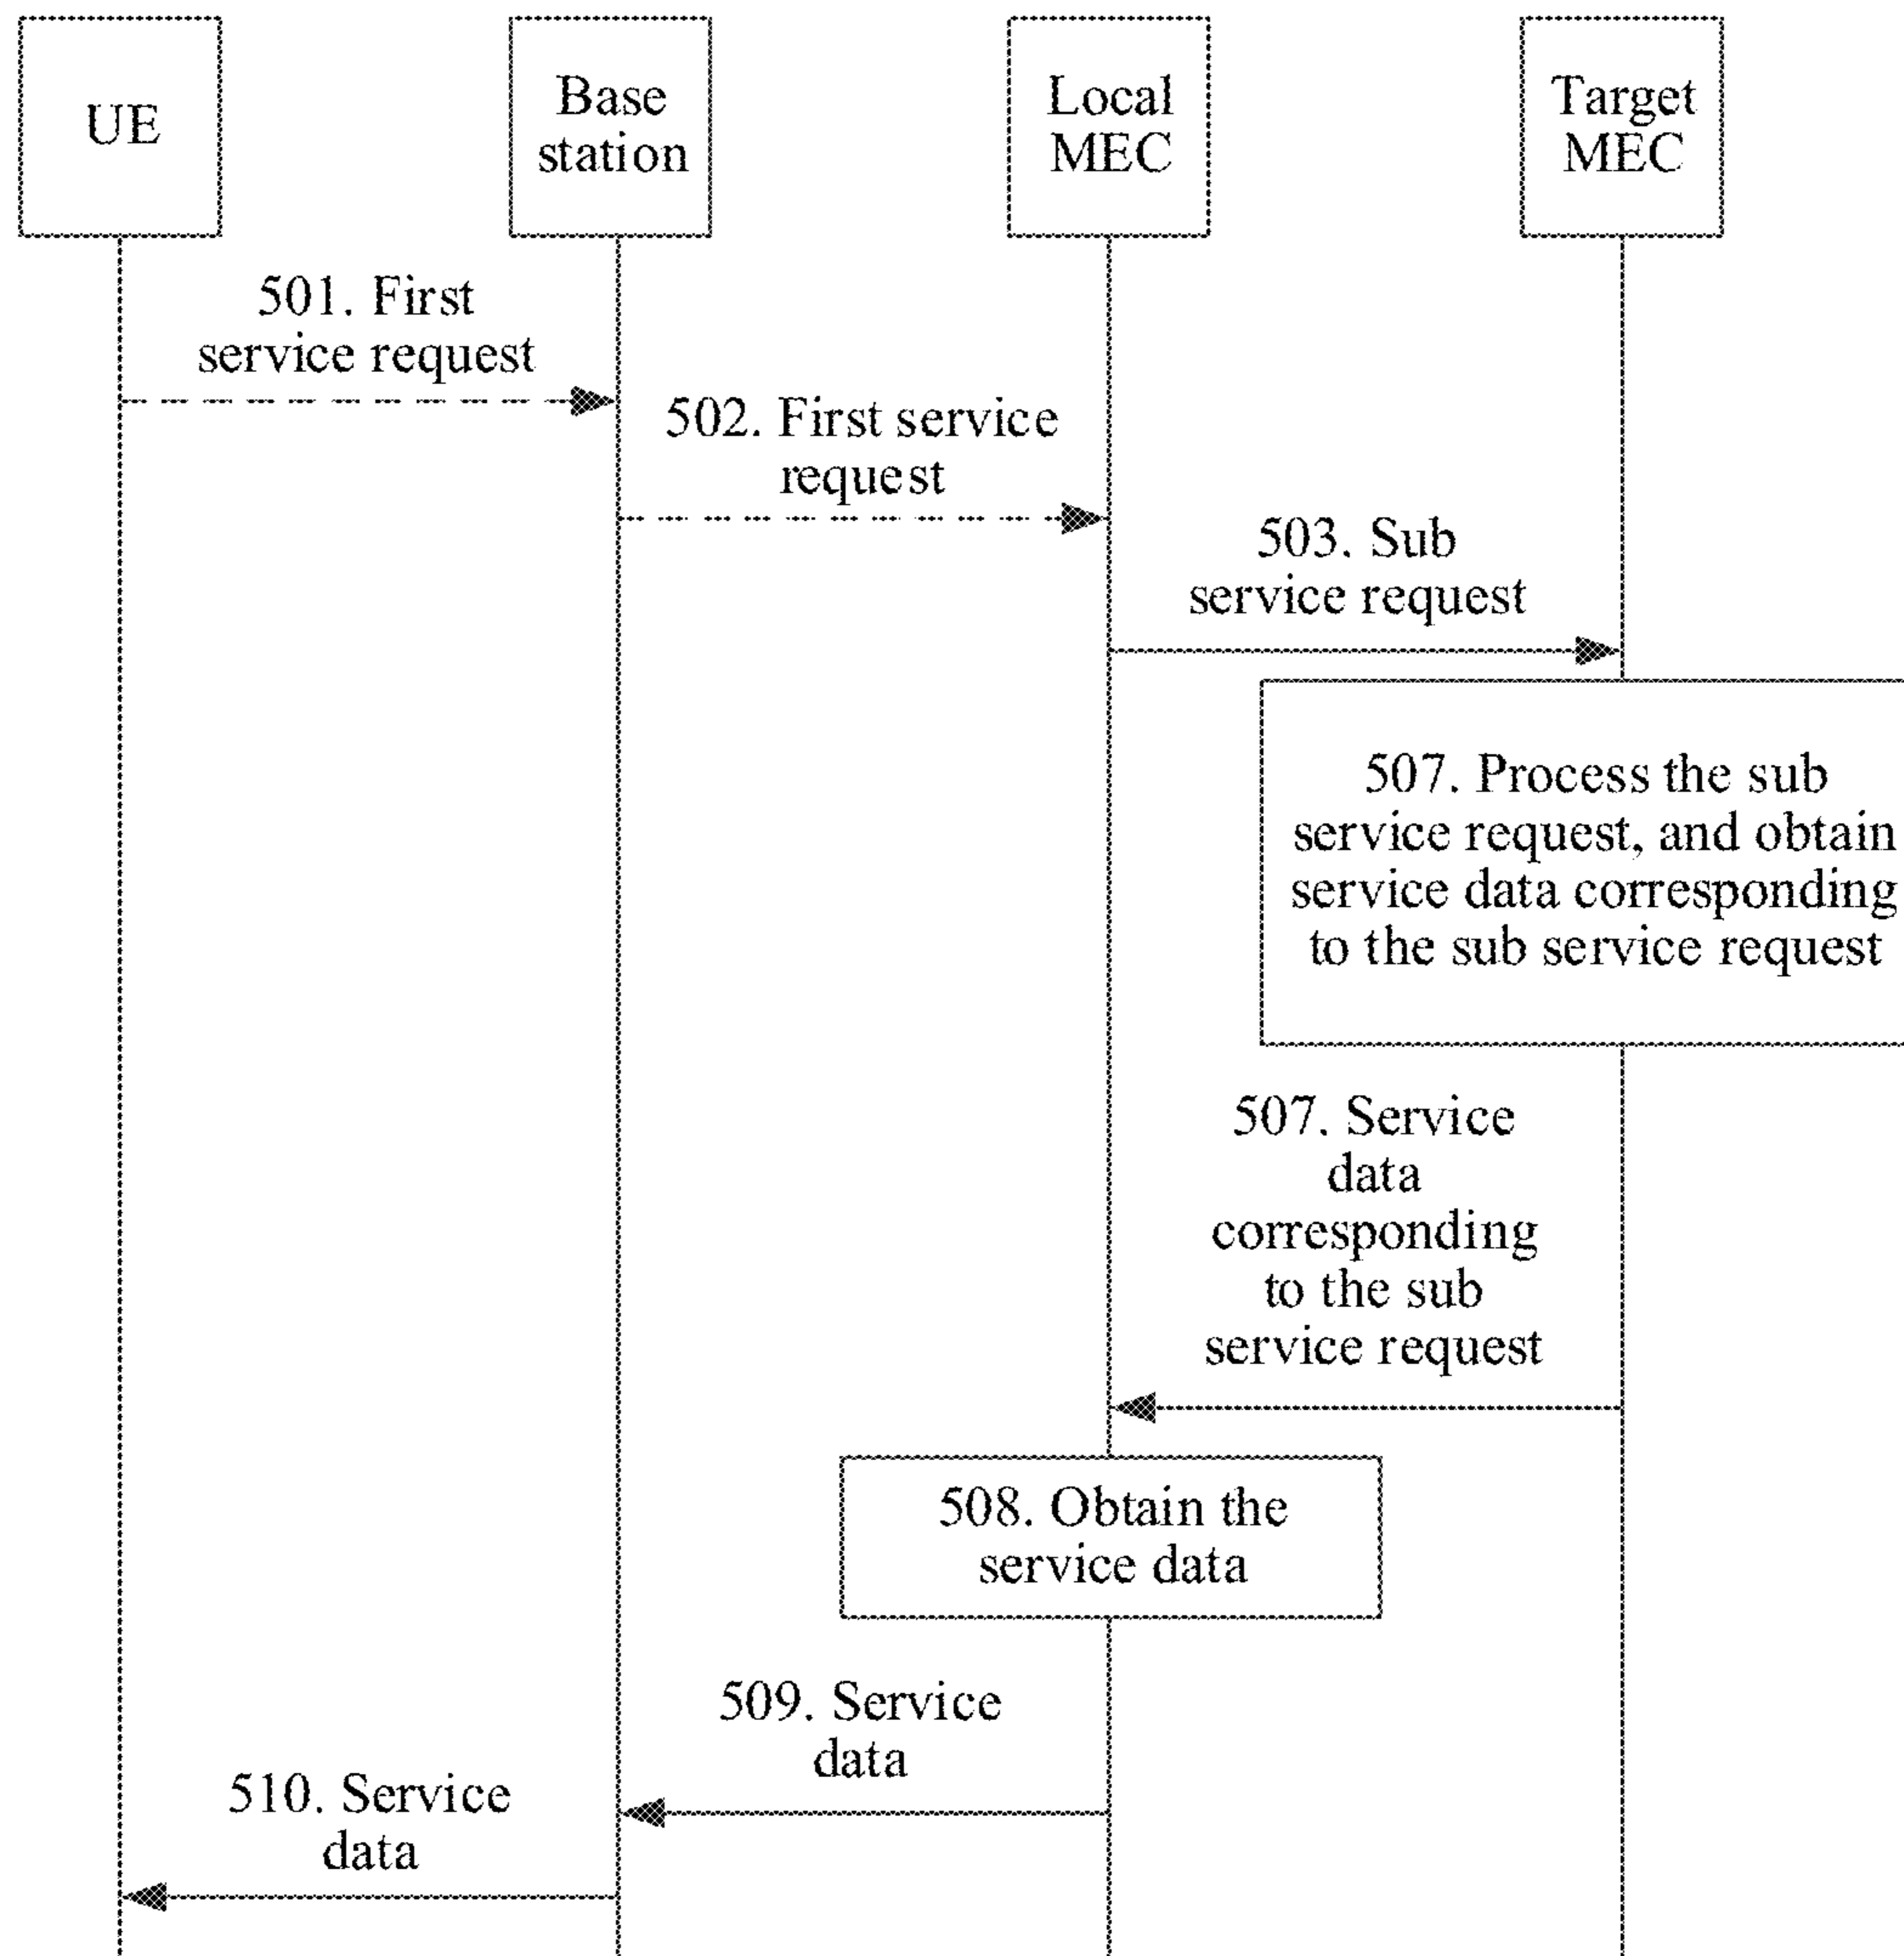 UE
Base
station
Local
MEC
Target
MEC
501. First
service request
502. First service
request
503. Sub
service request
507. Process the sub
service request, and obtain
service data corresponding
to the sub service request
507. Service
data
corresponding
to the sub
service request
508. Obtain the
service data
509. Service
data
510. Service
data